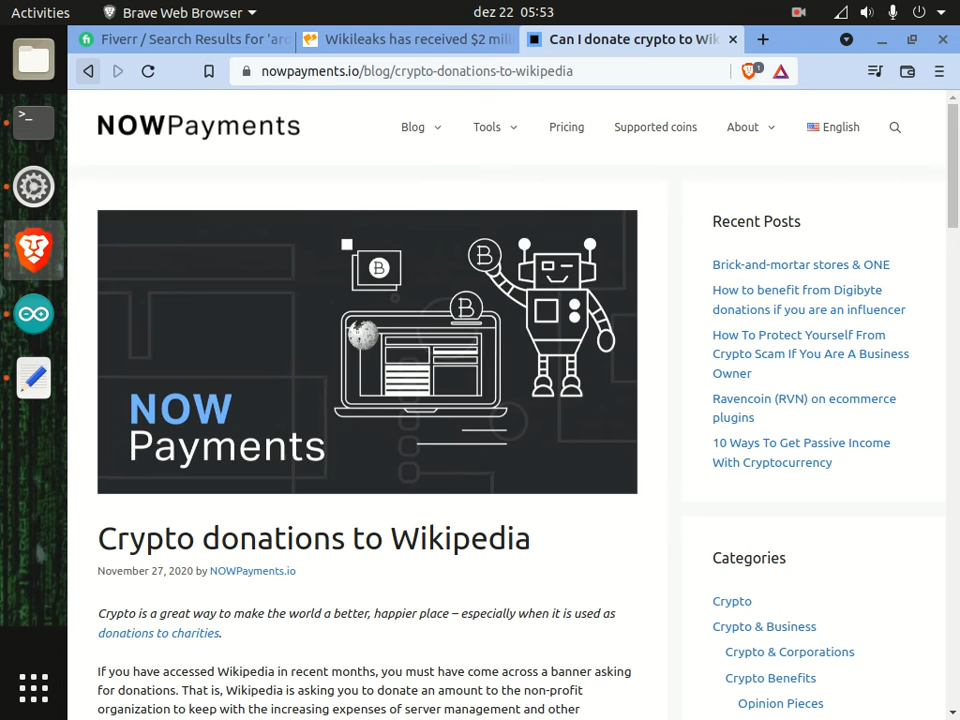 Activities
Brave Web Browser
dez 22 05:53
Fiverr / Search Results for 'ard
Wikileaks has received $2 mill
Can I donate crypto to Wik
nowpayments.io/blog/crypto-donations-to-wikipedia
1
NOWPayments
Blog
Tools
Pricing
Supported coins
About
English
NOW
Payments
Crypto donations to Wikipedia
November 27, 2020 by NOWPayments.io
Crypto is a great way to make the world a better, happier place – especially when it is used as
donations to charities.
If you have accessed Wikipedia in recent months, you must have come across a banner asking
for donations. That is, Wikipedia is asking you to donate an amount to the non-profit
organization to keep with the increasing expenses of server management and other
Recent Posts
Brick-and-mortar stores & ONE
How to benefit from Digibyte
donations if you are an influencer
How To Protect Yourself From
Crypto Scam If You Are A Business
Owner
Ravencoin (RVN) on ecommerce
plugins
10 Ways To Get Passive Income
With Cryptocurrency
Categories
Crypto
Crypto & Business
Crypto & Corporations
Crypto Benefits
Opinion Pieces